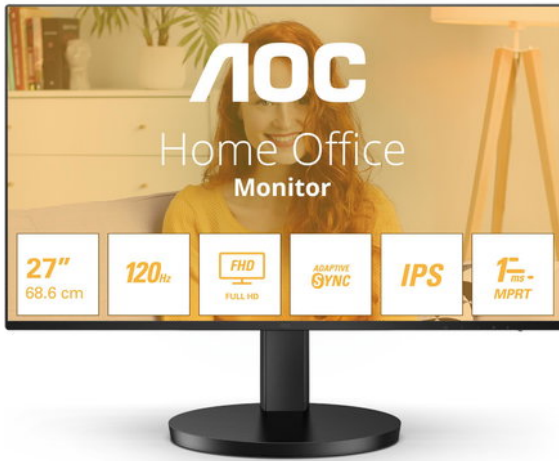 AOC
Home Office
Monitor
27"
68.6 cm
120Hz
FHD
FULL HD
ADAPTIVE
SYNC
IPS
1ms
MPRT